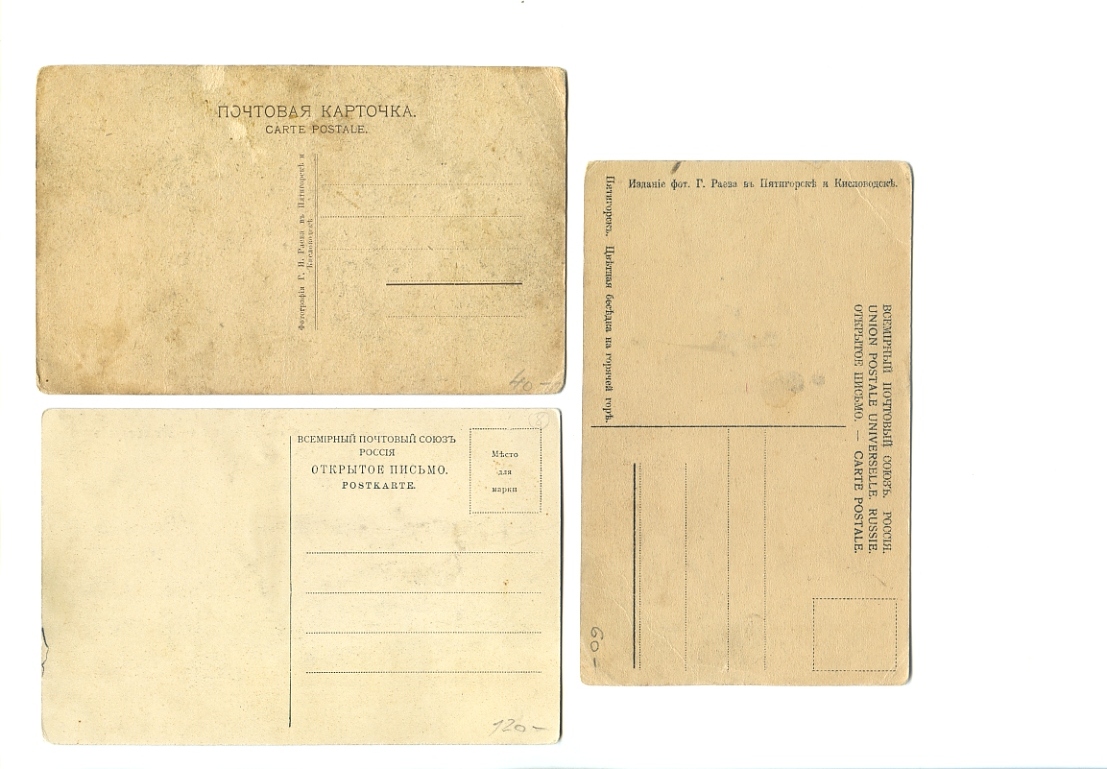 ПОЧТОВАЯ КАРТОЧКА.
CARTE POSTALE.
Фотографія Г. И. Раева въ Пятигорскѣ и
Кисловодскѣ
40-
ВСЕМІРНЫЙ ПОЧТОВЫЙ СОЮЗЪ
РОССІЯ
ОТКРЫТОЕ ПИСЬМО.
POSTKARTE.
Мѣсто
для
марки
120-
Изданіе фот. Г. Раева въ Пятигорскѣ и Кисловодскѣ.
Пятигорскъ. Цвѣтная бесѣдка на горячей горѣ.
ВСЕМІРНЫЙ ПОЧТОВЫЙ СОЮЗЪ. РОССІЯ.
UNION POSTALE UNIVERSELLE. RUSSIE.
ОТКРЫТОЕ ПИСЬМО. — CARTE POSTALE.
60-